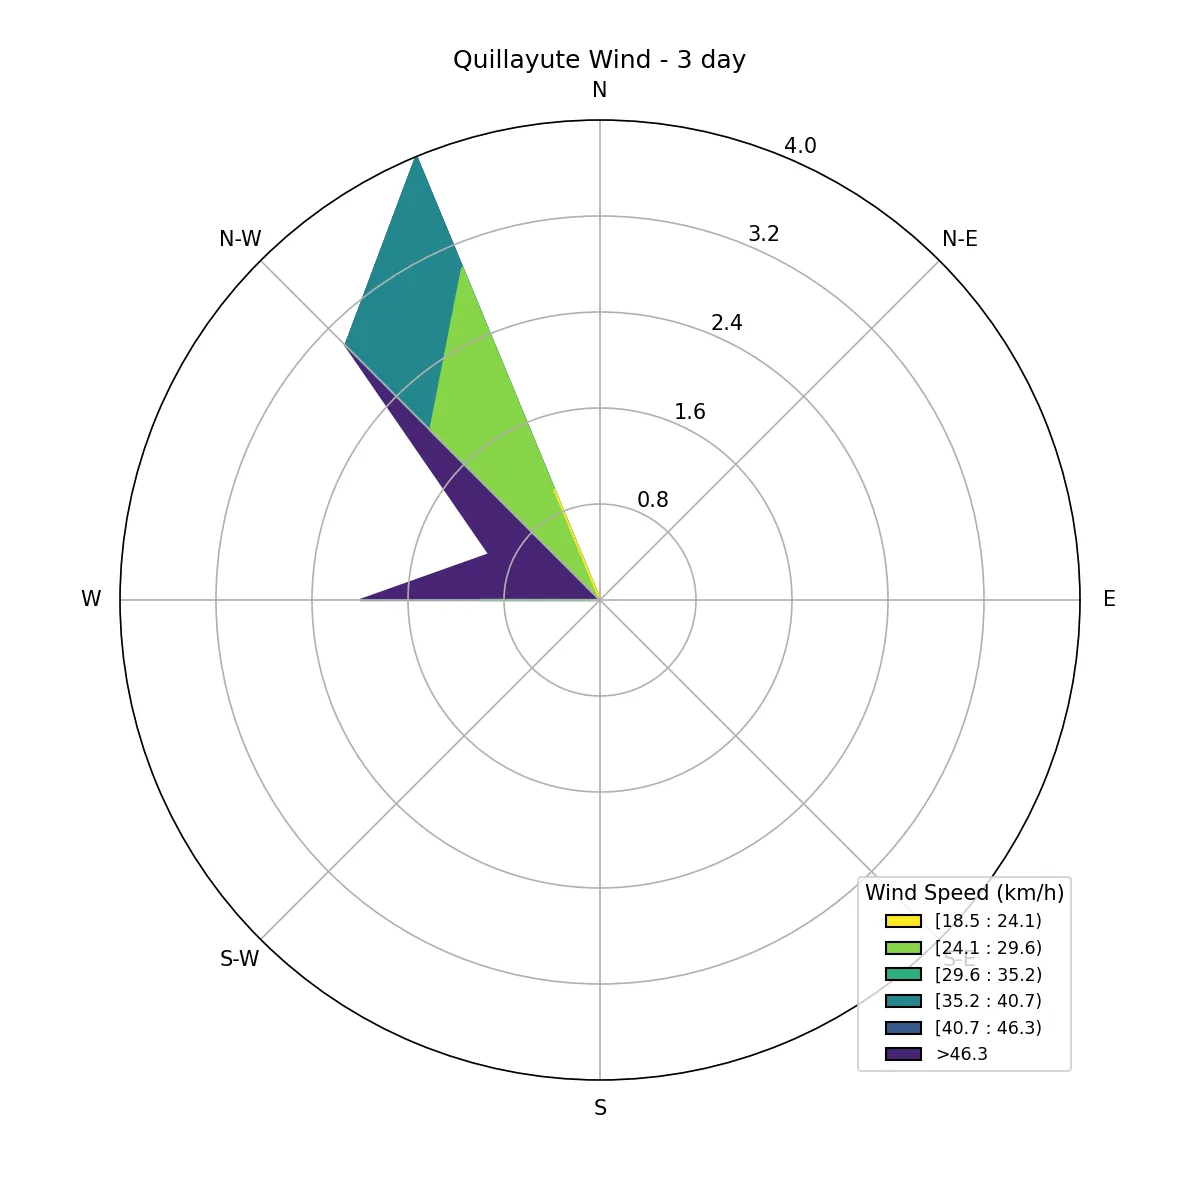 Quillayute Wind - 3 day
N
4.0
N-W
N-E
3.2
2.4
1.6
0.8
W
E
Wind Speed (km/h)
[18.5 : 24.1)
[24.1 : 29.6)
S-W
S-E
[29.6 : 35.2)
[35.2 : 40.7)
[40.7 : 46.3)
>46.3
S